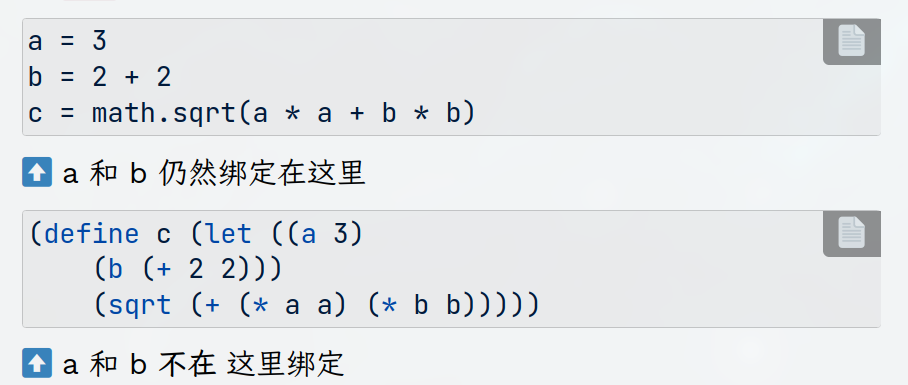 a = 3
b = 2 + 2
c = math.sqrt(a * a + b * b)
⬆️ a 和 b 仍然绑定在这里
(define c (let ((a 3)
(b (+ 2 2)))
(sqrt (+ (* a a) (* b b)))))
⬆️ a 和 b 不在 这里绑定